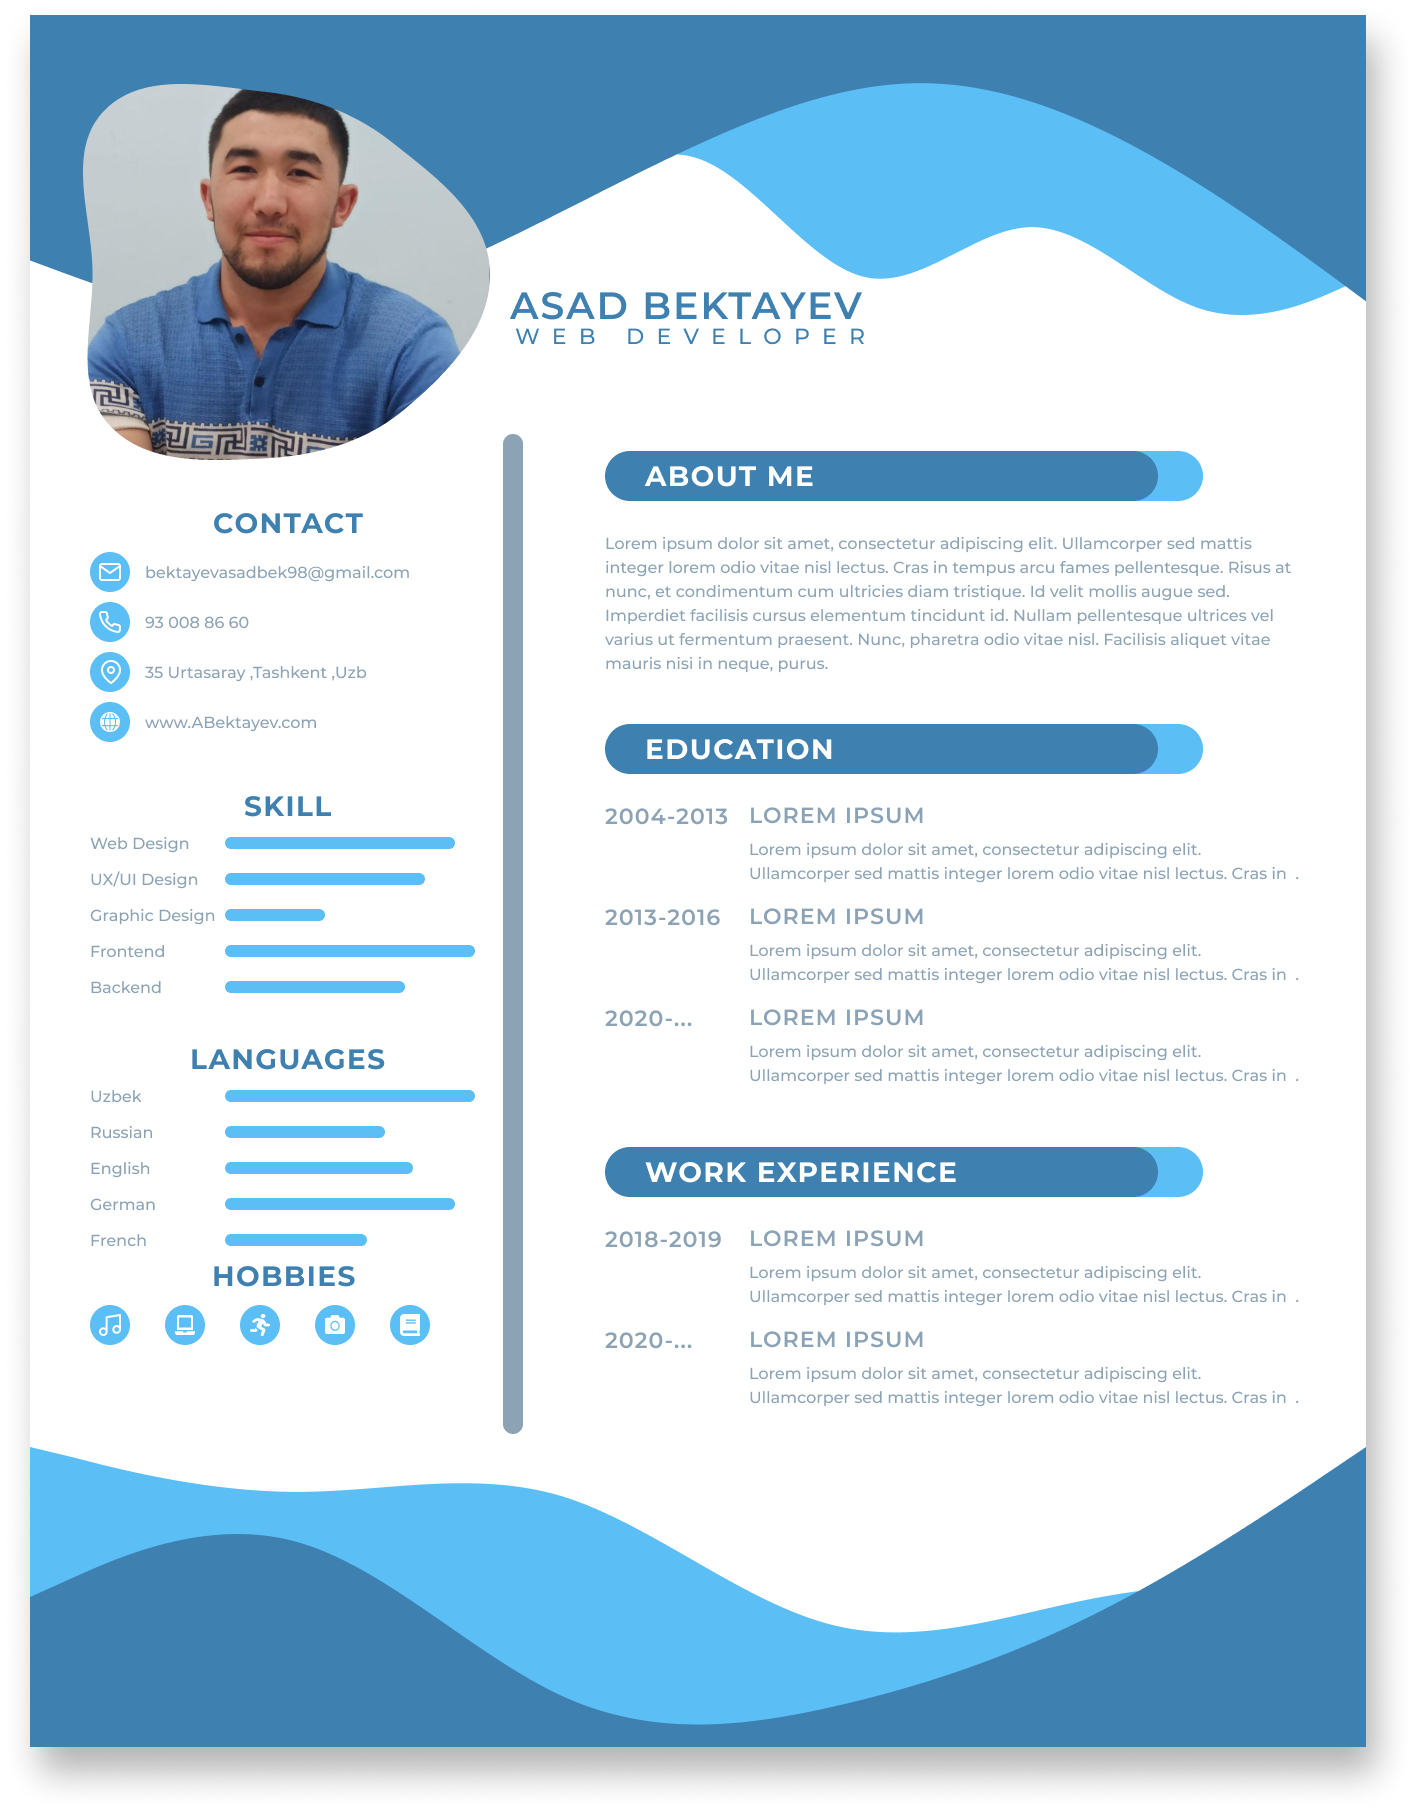 ASAD BEKTAYEV
WEB DEVELOPER
CONTACT
bektayevasadbek98@gmail.com
93 008 86 60
35 Urtasaray ,Tashkent ,Uzb
www.ABektayev.com
SKILL
Web Design
UX/UI Design
Graphic Design
Frontend
Backend
LANGUAGES
Uzbek
Russian
English
German
French
HOBBIES
ABOUT ME
Lorem ipsum dolor sit amet, consectetur adipiscing elit. Ullamcorper sed mattis
integer lorem odio vitae nisl lectus. Cras in tempus arcu fames pellentesque. Risus at
nunc, et condimentum cum ultricies diam tristique. Id velit mollis augue sed.
Imperdiet facilisis cursus elementum tincidunt id. Nullam pellentesque ultrices vel
varius ut fermentum praesent. Nunc, pharetra odio vitae nisl. Facilisis aliquet vitae
mauris nisi in neque, purus.
EDUCATION
2004-2013 LOREM IPSUM
Lorem ipsum dolor sit amet, consectetur adipiscing elit.
Ullamcorper sed mattis integer lorem odio vitae nisl lectus. Cras in .
2013-2016 LOREM IPSUM
Lorem ipsum dolor sit amet, consectetur adipiscing elit.
Ullamcorper sed mattis integer lorem odio vitae nisl lectus. Cras in .
2020-... LOREM IPSUM
Lorem ipsum dolor sit amet, consectetur adipiscing elit.
Ullamcorper sed mattis integer lorem odio vitae nisl lectus. Cras in .
WORK EXPERIENCE
2018-2019 LOREM IPSUM
Lorem ipsum dolor sit amet, consectetur adipiscing elit.
Ullamcorper sed mattis integer lorem odio vitae nisl lectus. Cras in .
2020-... LOREM IPSUM
Lorem ipsum dolor sit amet, consectetur adipiscing elit.
Ullamcorper sed mattis integer lorem odio vitae nisl lectus. Cras in .